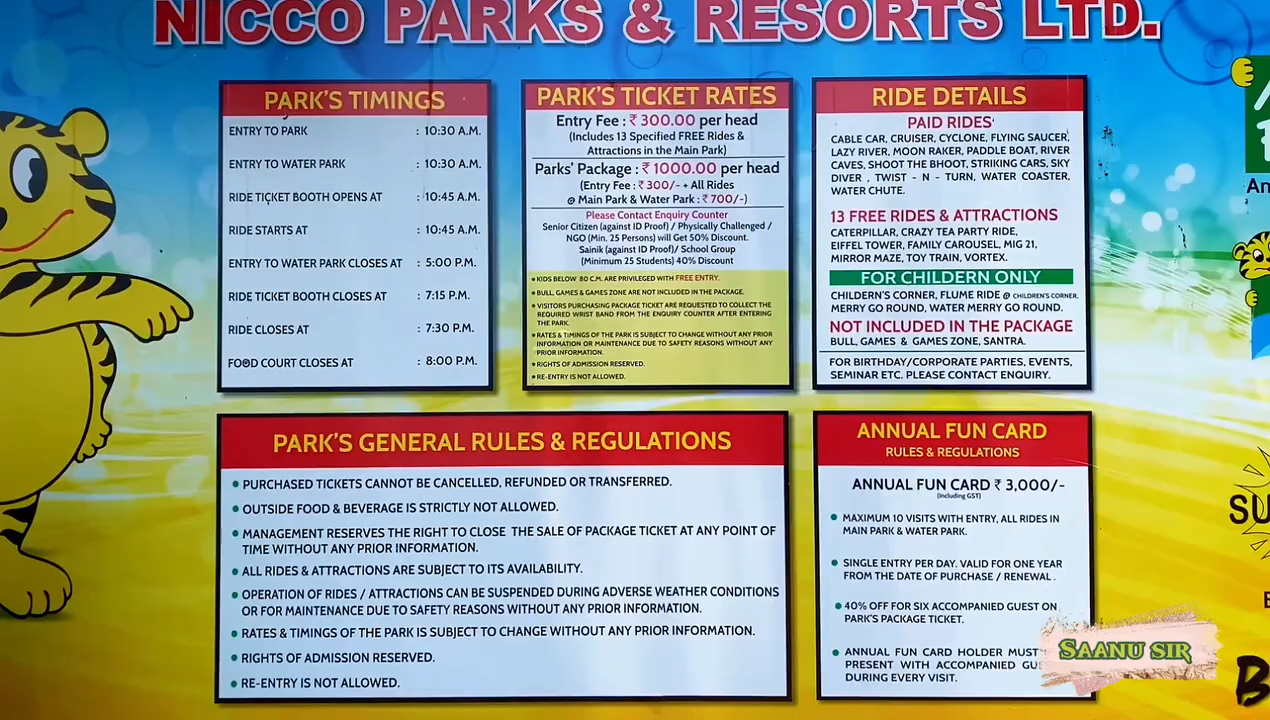 NICCO PARKS & RESORTS LTD.
PARK'S TIMINGS
ENTRY TO PARK : 10:30 A.M.
ENTRY TO WATER PARK : 10:30 A.M.
RIDE TICKET BOOTH OPENS AT : 10:45 A.M.
RIDE STARTS AT : 10:45 A.M.
ENTRY TO WATER PARK CLOSES AT : 5:00 P.M.
RIDE TICKET BOOTH CLOSES AT : 7:15 P.M.
RIDE CLOSES AT : 7:30 P.M.
FOOD COURT CLOSES AT : 8:00 P.M.
PARK'S TICKET RATES
Entry Fee : ₹ 300.00 per head
(Includes 13 Specified FREE Rides &
Attractions in the Main Park)
Parks' Package : ₹ 1000.00 per head
(Entry Fee : ₹ 300/- + All Rides
@ Main Park & Water Park : ₹ 700/-)
Please Contact Enquiry Counter
Senior Citizen (against ID Proof) / Physically Challenged /
NGO (Min. 25 Persons) will Get 50% Discount.
Sainik (against ID Proof)/ School Group
(Minimum 25 Students) 40% Discount
• KIDS BELOW 80 C.M. ARE PRIVILEGED WITH FREE ENTRY.
• BULL, GAMES & GAMES ZONE ARE NOT INCLUDED IN THE PACKAGE.
• VISITORS PURCHASING PACKAGE TICKET ARE REQUESTED TO COLLECT THE
REQUIRED WRIST BAND FROM THE ENQUIRY COUNTER AFTER ENTERING
THE PARK.
• RATES & TIMINGS OF THE PARK IS SUBJECT TO CHANGE WITHOUT ANY PRIOR
INFORMATION OR MAINTENANCE DUE TO SAFETY REASONS WITHOUT ANY
PRIOR INFORMATION.
• RIGHTS OF ADMISSION RESERVED.
• RE-ENTRY IS NOT ALLOWED.
RIDE DETAILS
PAID RIDES
CABLE CAR, CRUISER, CYCLONE, FLYING SAUCER,
LAZY RIVER, MOON RAKER, PADDLE BOAT, RIVER
CAVES, SHOOT THE BHOOT, STRIKING CARS, SKY
DIVER , TWIST - N - TURN, WATER COASTER,
WATER CHUTE.
13 FREE RIDES & ATTRACTIONS
CATERPILLAR, CRAZY TEA PARTY RIDE,
EIFFEL TOWER, FAMILY CAROUSEL, MIG 21,
MIRROR MAZE, TOY TRAIN, VORTEX.
FOR CHILDERN ONLY
CHILDERN'S CORNER, FLUME RIDE @ CHILDREN'S CORNER,
MERRY GO ROUND, WATER MERRY GO ROUND.
NOT INCLUDED IN THE PACKAGE
BULL, GAMES & GAMES ZONE, SANTRA.
FOR BIRTHDAY/CORPORATE PARTIES, EVENTS,
SEMINAR ETC. PLEASE CONTACT ENQUIRY.
PARK'S GENERAL RULES & REGULATIONS
• PURCHASED TICKETS CANNOT BE CANCELLED, REFUNDED OR TRANSFERRED.
• OUTSIDE FOOD & BEVERAGE IS STRICTLY NOT ALLOWED.
• MANAGEMENT RESERVES THE RIGHT TO CLOSE THE SALE OF PACKAGE TICKET AT ANY POINT OF
TIME WITHOUT ANY PRIOR INFORMATION.
• ALL RIDES & ATTRACTIONS ARE SUBJECT TO ITS AVAILABILITY.
• OPERATION OF RIDES / ATTRACTIONS CAN BE SUSPENDED DURING ADVERSE WEATHER CONDITIONS
OR FOR MAINTENANCE DUE TO SAFETY REASONS WITHOUT ANY PRIOR INFORMATION.
• RATES & TIMINGS OF THE PARK IS SUBJECT TO CHANGE WITHOUT ANY PRIOR INFORMATION.
• RIGHTS OF ADMISSION RESERVED.
• RE-ENTRY IS NOT ALLOWED.
ANNUAL FUN CARD
RULES & REGULATIONS
ANNUAL FUN CARD ₹ 3,000/-
(Including GST)
• MAXIMUM 10 VISITS WITH ENTRY, ALL RIDES IN
MAIN PARK & WATER PARK.
• SINGLE ENTRY PER DAY. VALID FOR ONE YEAR
FROM THE DATE OF PURCHASE / RENEWAL .
• 40% OFF FOR SIX ACCOMPANIED GUEST ON
PARK'S PACKAGE TICKET.
• ANNUAL FUN CARD HOLDER MUST
PRESENT WITH ACCOMPANIED
DURING EVERY VISIT.
SAANU SIR